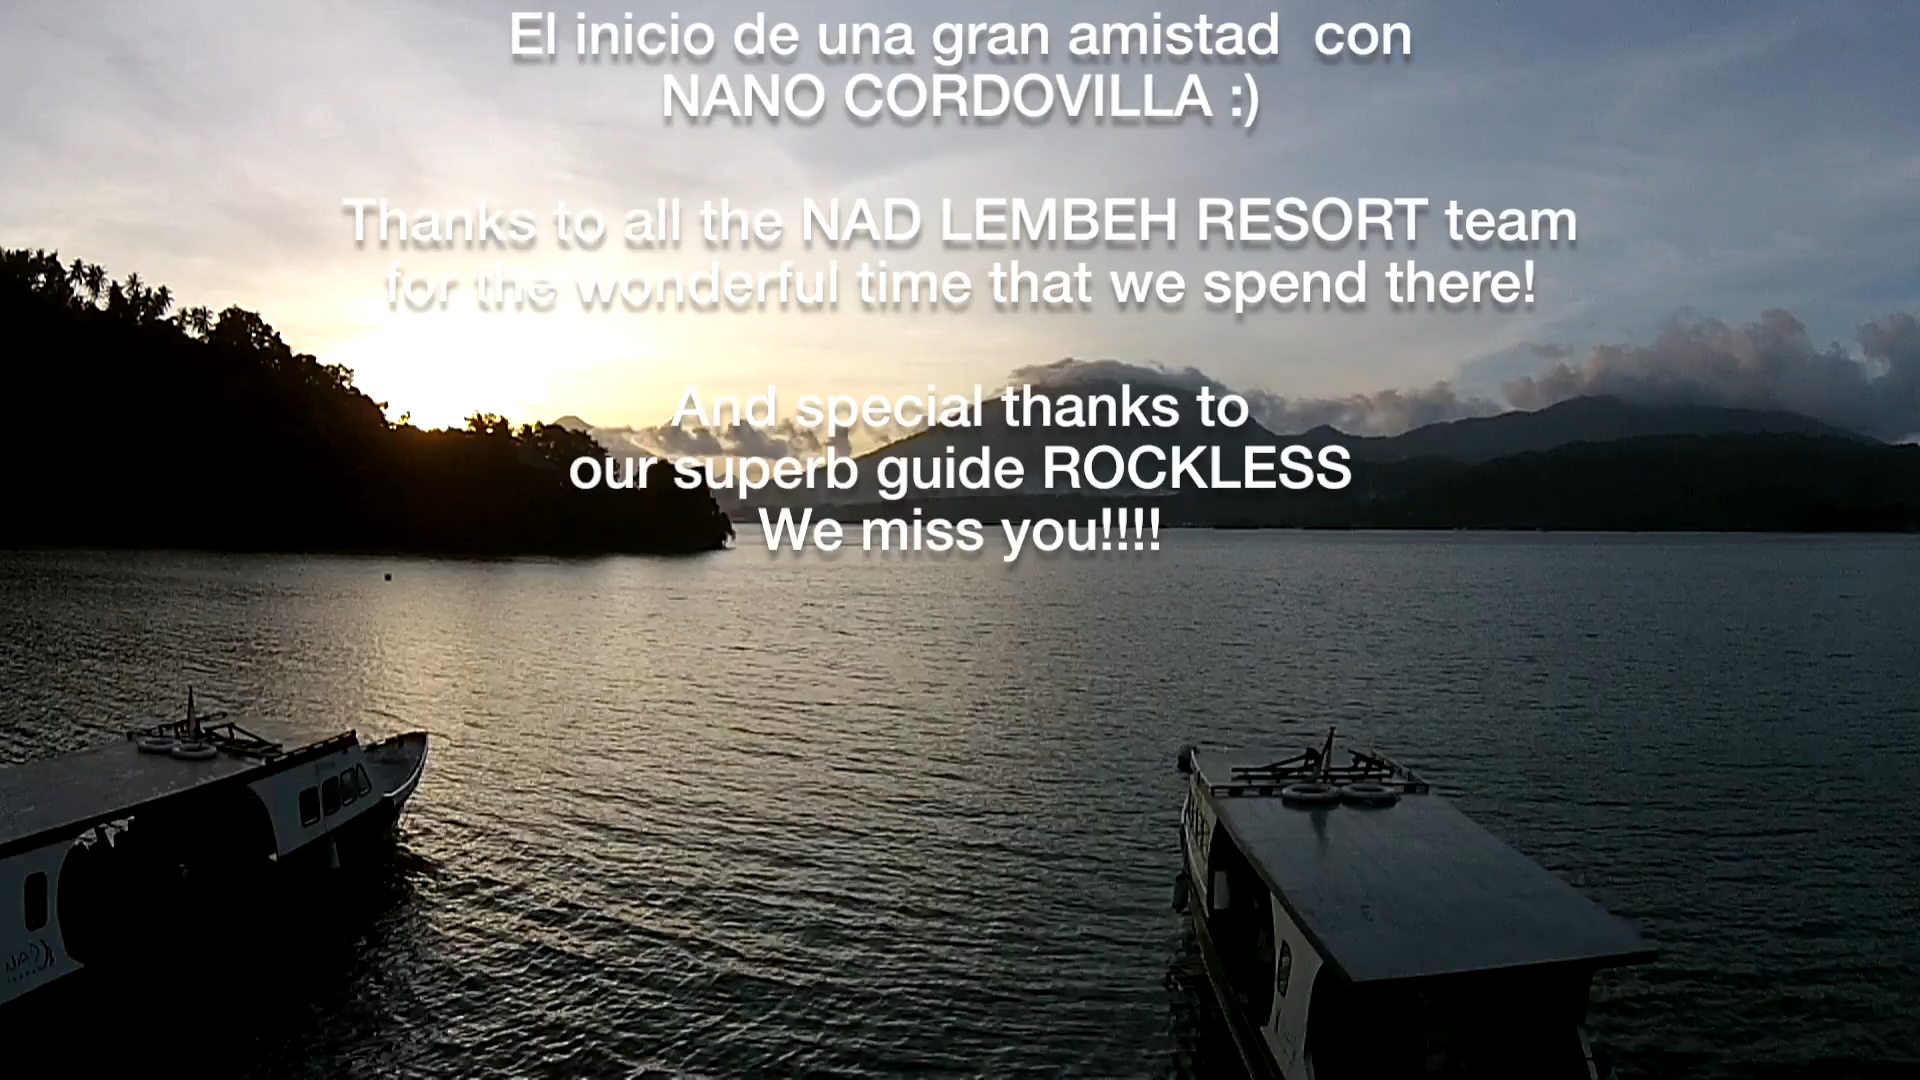 El inicio de una gran amistad  con
NANO CORDOVILLA :)
Thanks to all the NAD LEMBEH RESORT team
for the wonderful time that we spend there!
And special thanks to
our superb guide ROCKLESS
We miss you!!!!